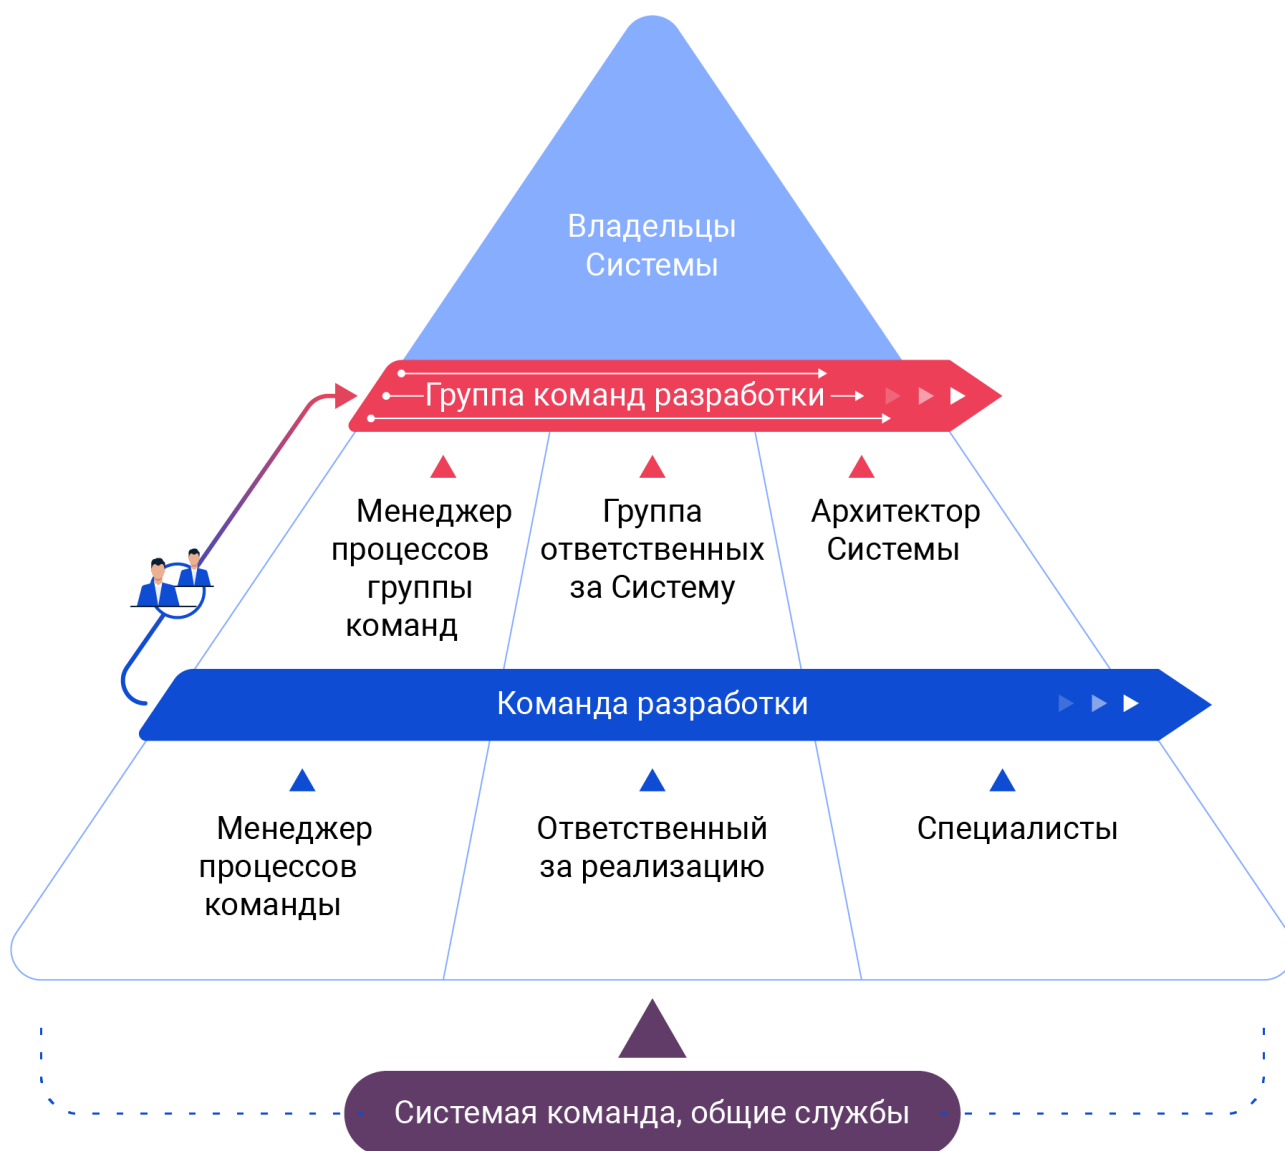 Владельцы
Системы
Группа команд разработки
Менеджер
процессов
группы
команд
Группа
ответственных
за Систему
Архитектор
Системы
Команда разработки
Менеджер
процессов
команды
Ответственный
за реализацию
Специалисты
Системая команда, общие службы